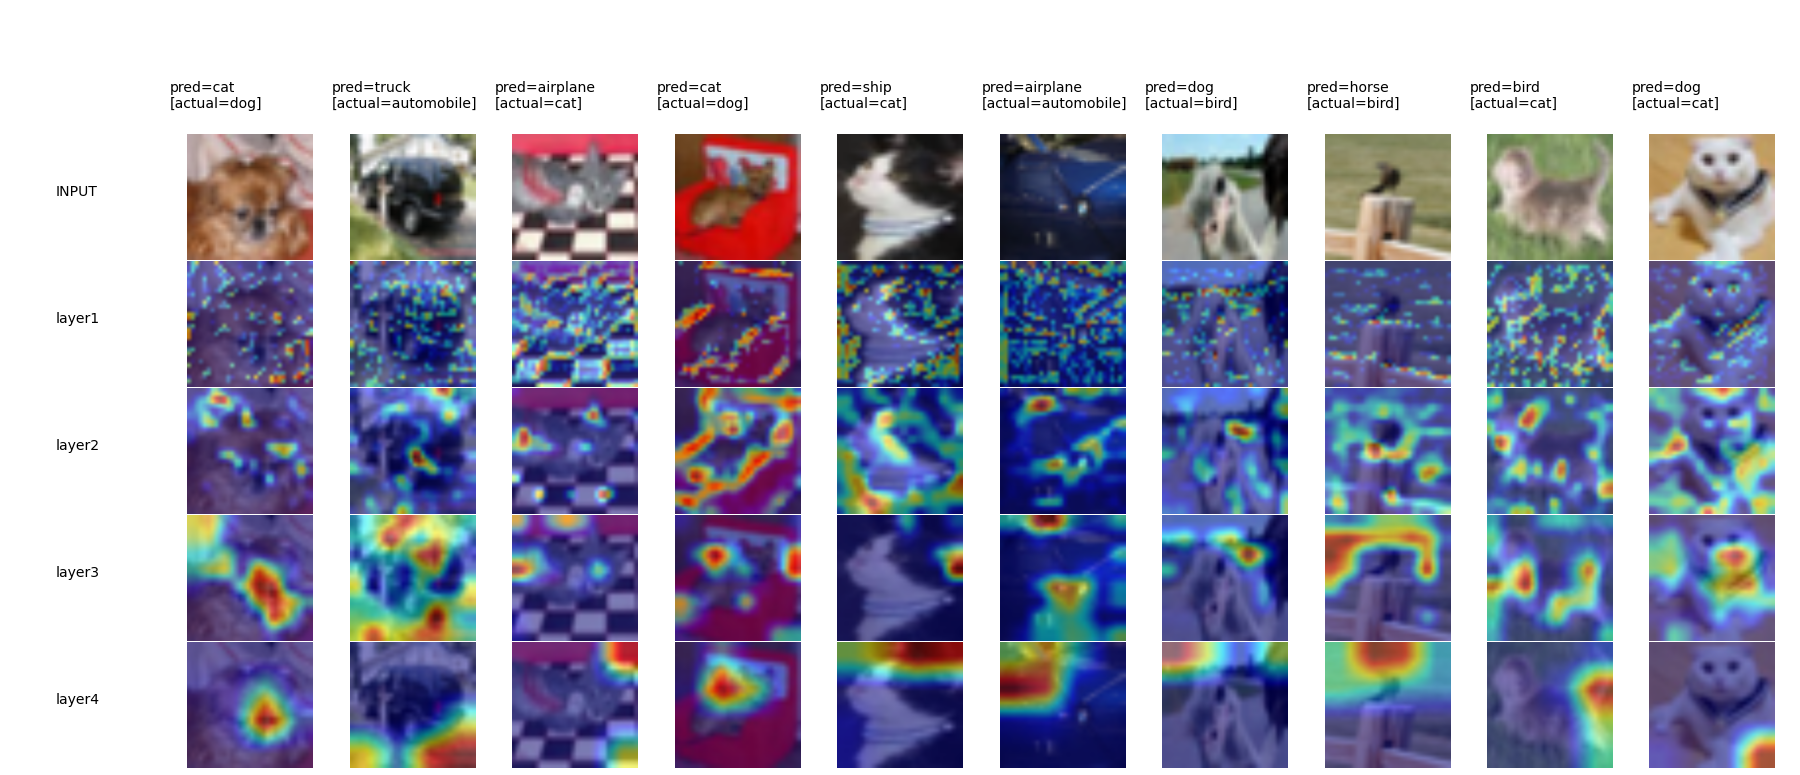 pred=cat
[actual=dog]
pred=truck
[actual=automobile]
pred=airplane
[actual=cat]
pred=cat
[actual=dog]
pred=ship
[actual=cat]
pred=airplane
[actual=automobile]
pred=dog
[actual=bird]
pred=horse
[actual=bird]
pred=bird
[actual=cat]
pred=dog
[actual=cat]
INPUT
layer1
layer2
layer3
layer4